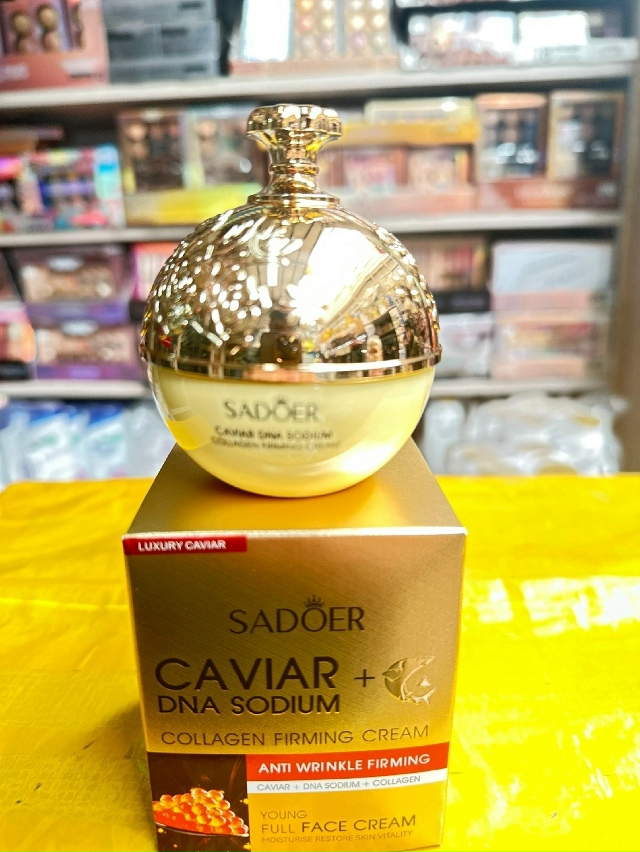 SADOER
CAVIAR DNA SODIUM
COLLAGEN FIRMING CREAM
LUXURY CAVIAR
SADOER
CAVIAR +
DNA SODIUM
COLLAGEN FIRMING CREAM
ANTI WRINKLE FIRMING
CAVIAR + DNA SODIUM + COLLAGEN
YOUNG
FULL FACE CREAM
MOISTURISE RESTORE SKIN VITALITY